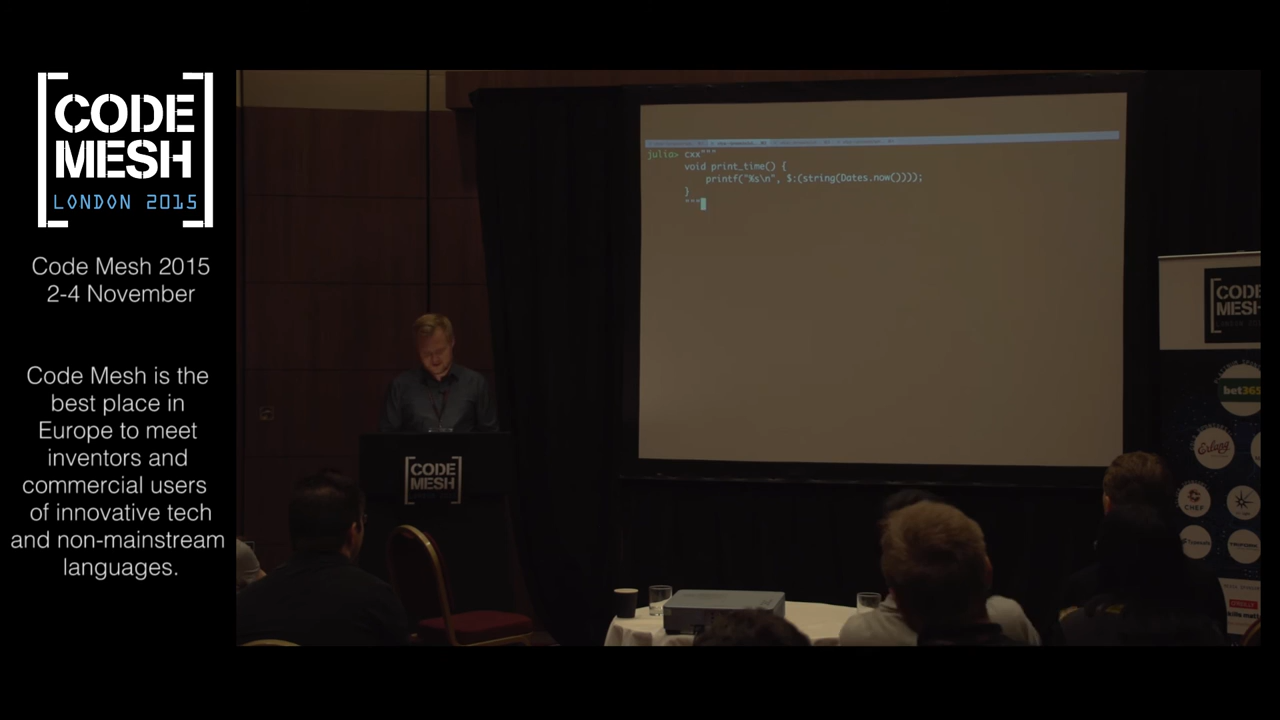 CODE
MESH
LONDON 2015
Code Mesh 2015
2-4 November
Code Mesh is the
best place in
Europe to meet
inventors and
commercial users
of innovative tech
and non-mainstream
languages.
julia> cxx"""
void print_time() {
printf("%s\n", $:(string(Dates.now())));
}
"""
CODE
MESH
CODE
MESH
bet365
Erlang
CHEF